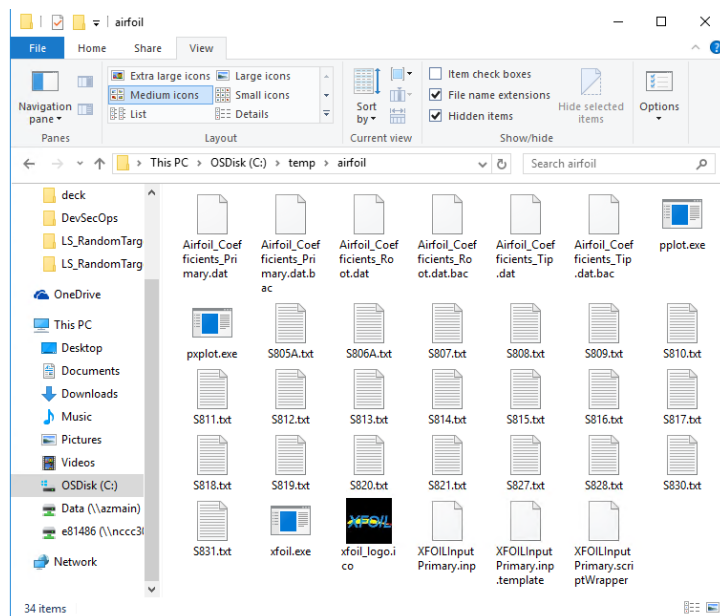 airfoil
File Home Share View
Navigation pane
Panes
Extra large icons Large icons
Medium icons Small icons
List Details
Layout
Sort by
Current view
Item check boxes
File name extensions
Hidden items
Hide selected items
Show/hide
Options
This PC > OSDisk (C:) > temp > airfoil
Search airfoil
deck
DevSecOps
LS_RandomTarg
LS_RandomTarg
OneDrive
This PC
Desktop
Documents
Downloads
Music
Pictures
Videos
OSDisk (C:)
Data (\\azmain)
e81486 (\\nccc30
Network
Airfoil_Coef
ficients_Pri
mary.dat
Airfoil_Coef
ficients_Pri
mary.dat.b
ac
Airfoil_Coef
ficients_Ro
ot.dat
Airfoil_Coef
ficients_Ro
ot.dat.bac
Airfoil_Coef
ficients_Tip
.dat
Airfoil_Coef
ficients_Tip
.dat.bac
pplot.exe
pxplot.exe
S805A.txt
S806A.txt
S807.txt
S808.txt
S809.txt
S810.txt
S811.txt
S812.txt
S813.txt
S814.txt
S815.txt
S816.txt
S817.txt
S818.txt
S819.txt
S820.txt
S821.txt
S827.txt
S828.txt
S830.txt
S831.txt
xfoil.exe
XFOIL
xfoil_logo.i
co
XFOILInput
Primary.inp
XFOILInput
Primary.inp
.template
XFOILInput
Primary.scri
ptWrapper
34 items